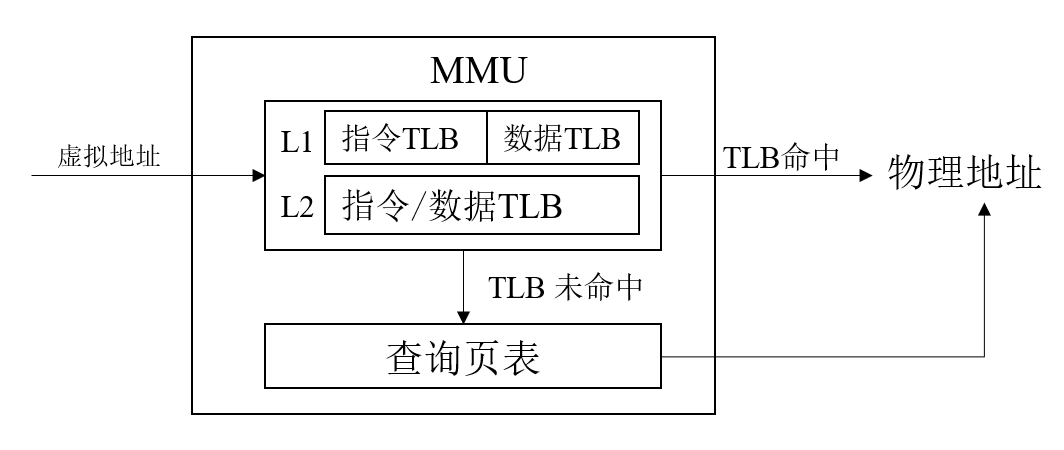 MMU
虚拟地址
L1
指令TLB
数据TLB
L2
指令/数据TLB
TLB命中
物理地址
TLB 未命中
查询页表